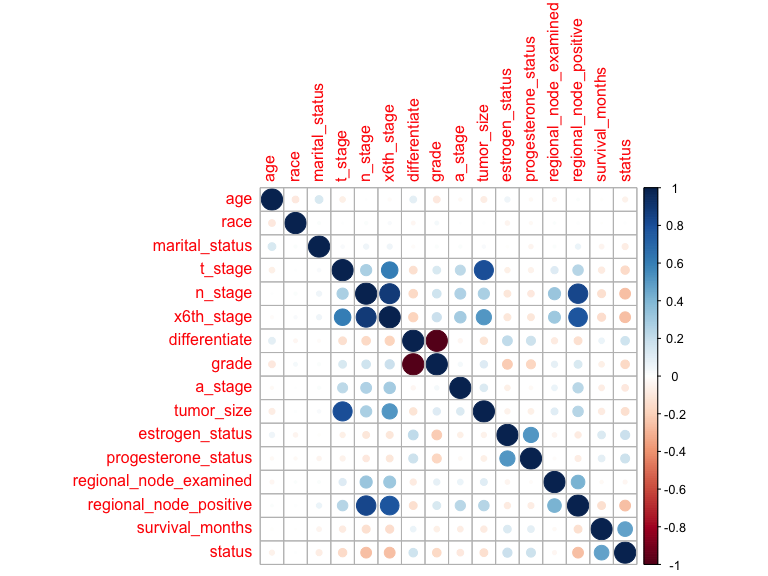 age
race
marital_status
t_stage
n_stage
x6th_stage
differentiate
grade
a_stage
tumor_size
estrogen_status
progesterone_status
regional_node_examined
regional_node_positive
survival_months
status
age
race
marital_status
t_stage
n_stage
x6th_stage
differentiate
grade
a_stage
tumor_size
estrogen_status
progesterone_status
regional_node_examined
regional_node_positive
survival_months
status
1
0.8
0.6
0.4
0.2
0
-0.2
-0.4
-0.6
-0.8
-1